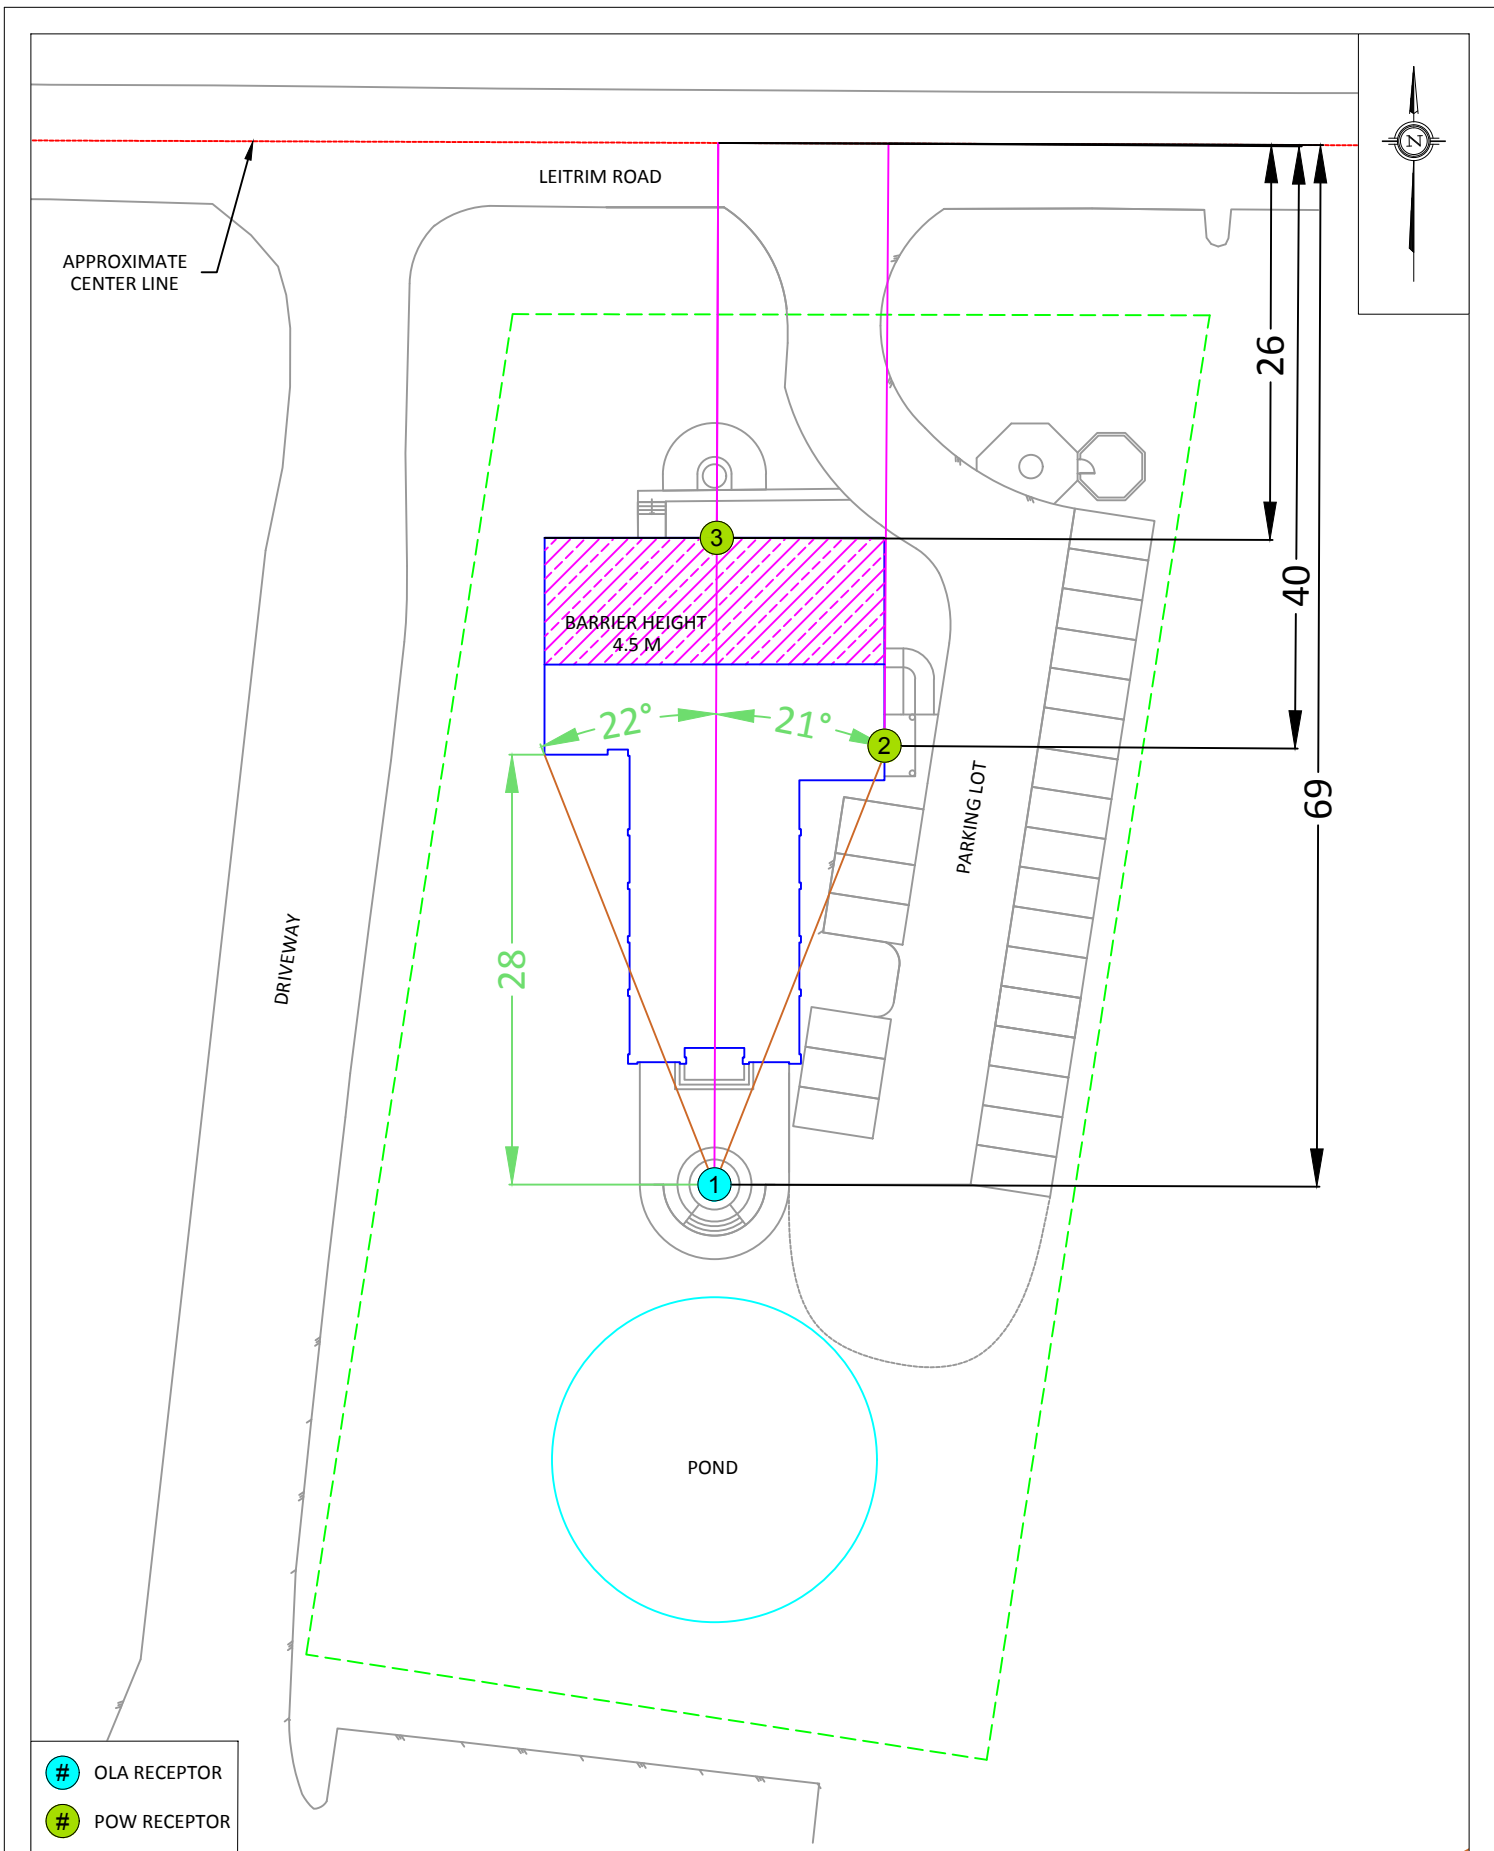 N
LEITRIM ROAD
APPROXIMATE
CENTER LINE
26
3
40
BARRIER HEIGHT
4.5 M
22°
21°
2
PARKING LOT
69
DRIVEWAY
28
1
POND
# OLA RECEPTOR
# POW RECEPTOR